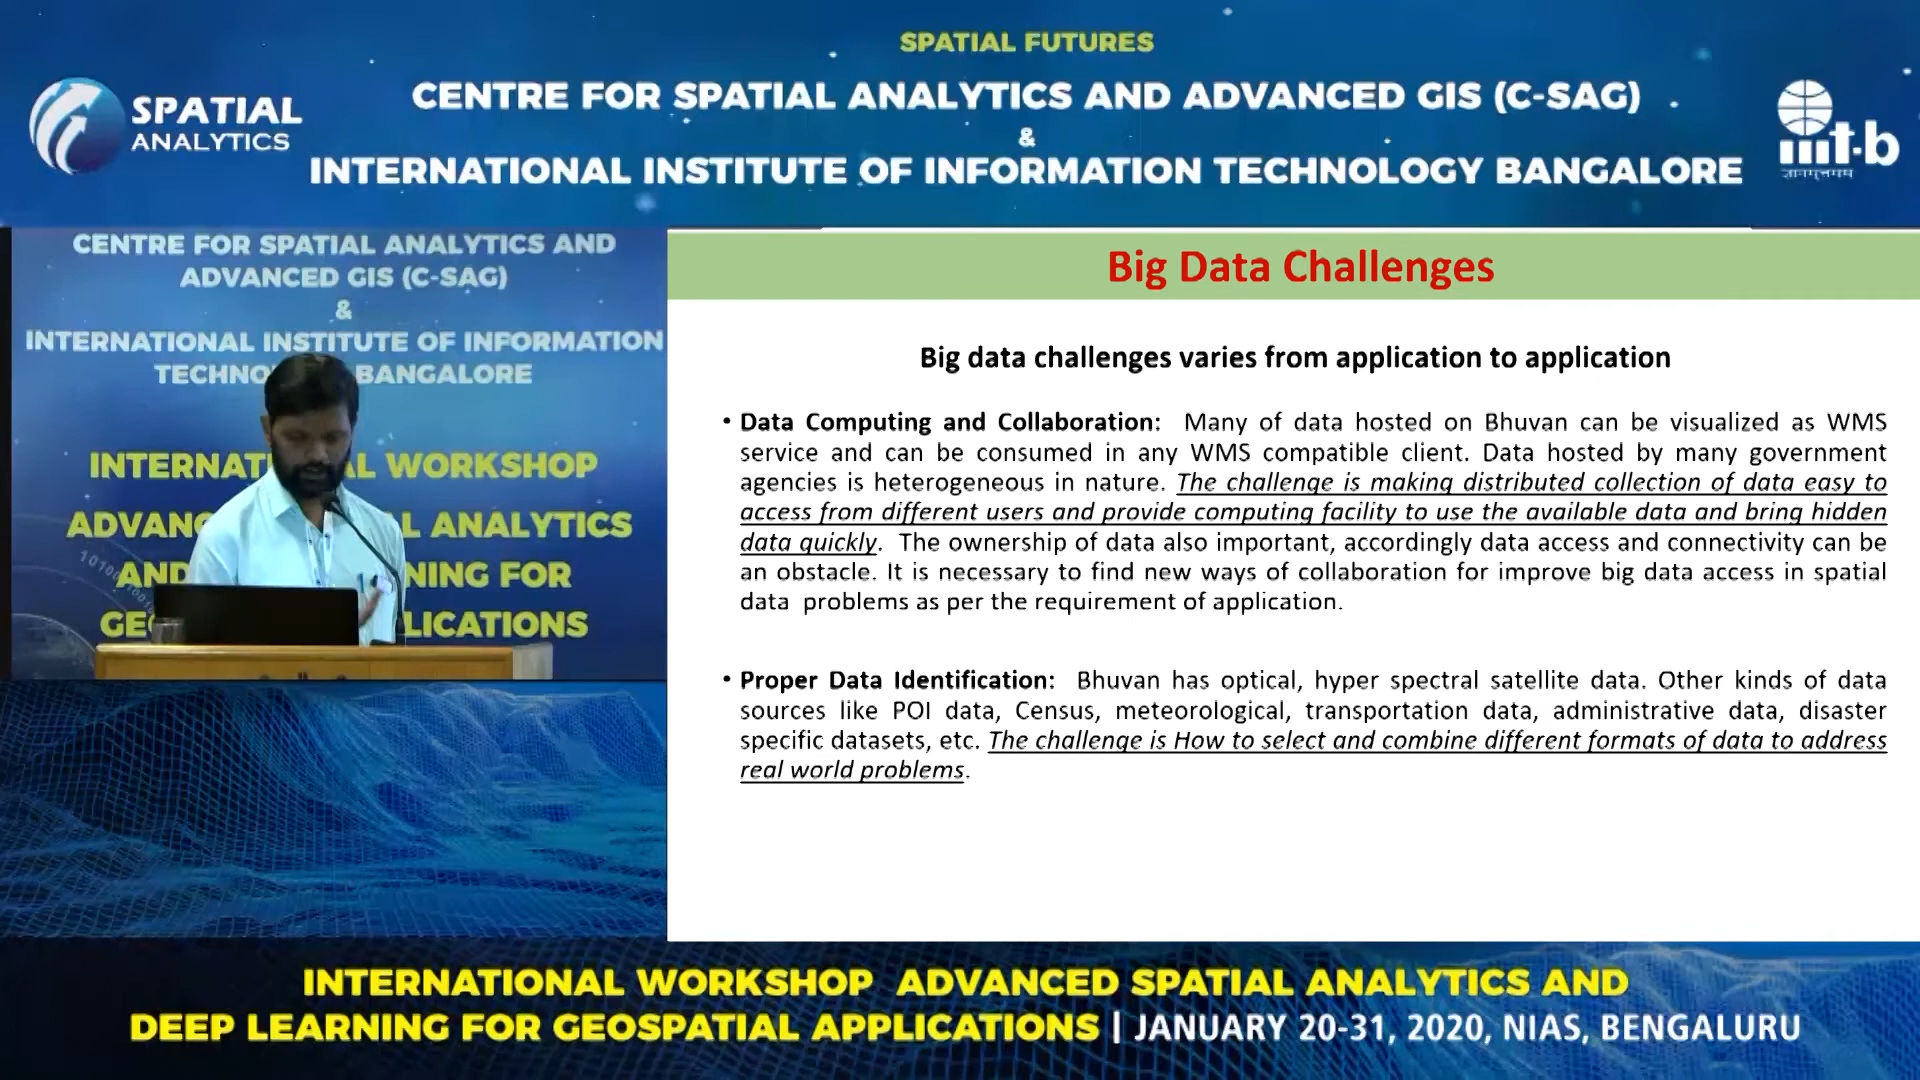 SPATIAL FUTURES
CENTRE FOR SPATIAL ANALYTICS AND ADVANCED GIS (C-SAG)
&
INTERNATIONAL INSTITUTE OF INFORMATION TECHNOLOGY BANGALORE
SPATIAL
ANALYTICS
iiit-b
ज्ञानमुत्तमम्
CENTRE FOR SPATIAL ANALYTICS AND
ADVANCED GIS (C-SAG)
&
INTERNATIONAL INSTITUTE OF INFORMATION
TECHNO BANGALORE
INTERNAT AL WORKSHOP
ADVANC L ANALYTICS
AND NING FOR
GE LICATIONS
Big Data Challenges
Big data challenges varies from application to application
• Data Computing and Collaboration: Many of data hosted on Bhuvan can be visualized as WMS
service and can be consumed in any WMS compatible client. Data hosted by many government
agencies is heterogeneous in nature. The challenge is making distributed collection of data easy to
access from different users and provide computing facility to use the available data and bring hidden
data quickly. The ownership of data also important, accordingly data access and connectivity can be
an obstacle. It is necessary to find new ways of collaboration for improve big data access in spatial
data problems as per the requirement of application.
• Proper Data Identification: Bhuvan has optical, hyper spectral satellite data. Other kinds of data
sources like POI data, Census, meteorological, transportation data, administrative data, disaster
specific datasets, etc. The challenge is How to select and combine different formats of data to address
real world problems.
INTERNATIONAL WORKSHOP ADVANCED SPATIAL ANALYTICS AND
DEEP LEARNING FOR GEOSPATIAL APPLICATIONS | JANUARY 20-31, 2020, NIAS, BENGALURU